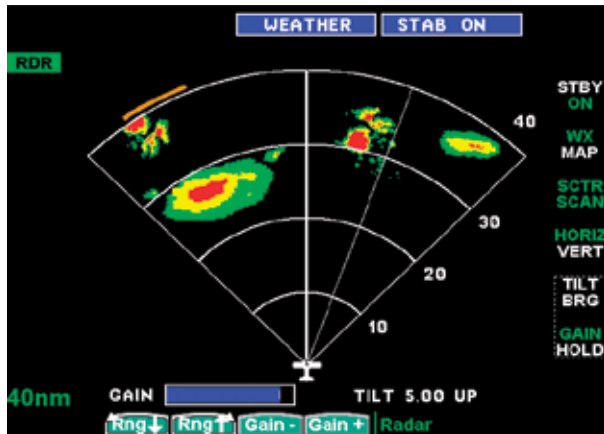 WEATHER STAB ON
RDR
STBY
ON
40
WX
MAP
SCTR
SCAN
30
HORIZ
VERT
20
TILT
BRG
10
GAIN
HOLD
40nm GAIN TILT 5.00 UP
Rng↓ Rng↑ Gain - Gain + Radar